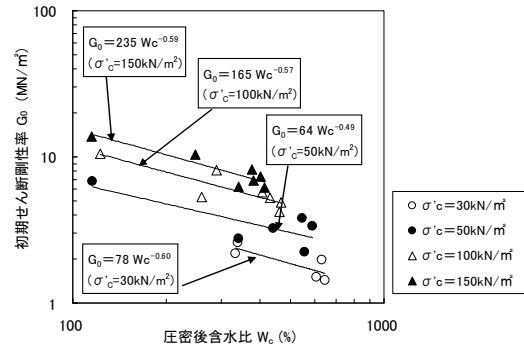 100
10
1
100
1000
初期せん断剛性率 G₀ (MN/㎡)
圧密後含水比 Wc (%)
G₀=235 Wc^-0.59
(σ'c=150kN/m²)
G₀=165 Wc^-0.57
(σ'c=100kN/m²)
G₀=64 Wc^-0.49
(σ'c=50kN/m²)
G₀=78 Wc^-0.60
(σ'c=30kN/m²)
○ σ'c=30kN/㎡
● σ'c=50kN/㎡
△ σ'c=100kN/㎡
▲ σ'c=150kN/㎡